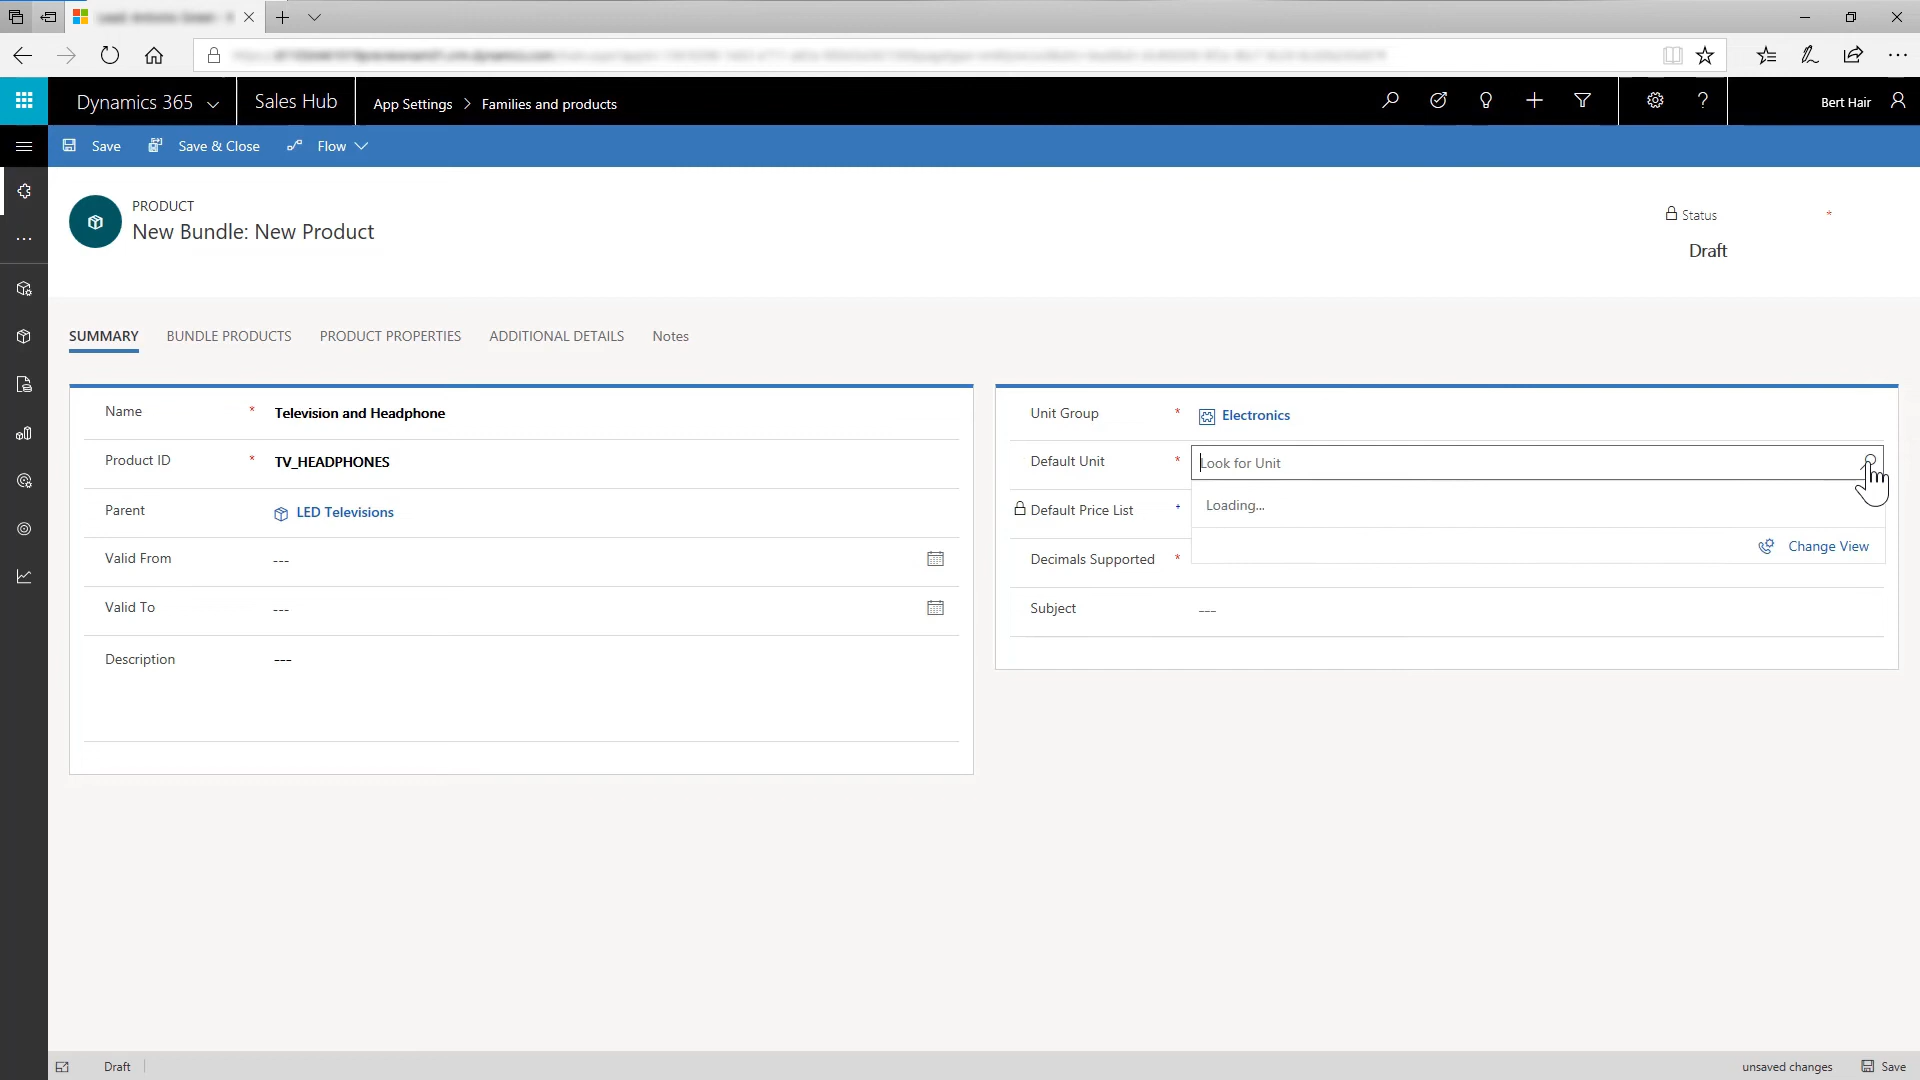 Dynamics 365
Sales Hub
App Settings > Families and products
Bert Hair
Save
Save & Close
Flow
PRODUCT
New Bundle: New Product
Status *
Draft
SUMMARY
BUNDLE PRODUCTS
PRODUCT PROPERTIES
ADDITIONAL DETAILS
Notes
Name * Television and Headphone
Product ID * TV_HEADPHONES
Parent LED Televisions
Valid From ---
Valid To ---
Description ---
Unit Group * Electronics
Default Unit * Look for Unit
Loading...
Change View
Default Price List +
Decimals Supported *
Subject ---
Draft
unsaved changes
Save